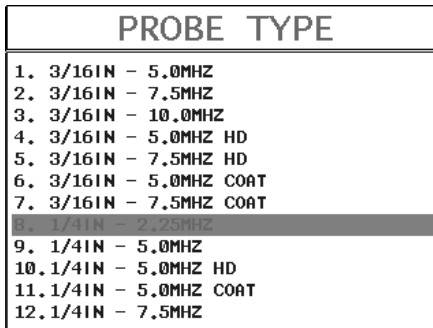 PROBE TYPE
1. 3/16IN - 5.0MHZ
2. 3/16IN - 7.5MHZ
3. 3/16IN - 10.0MHZ
4. 3/16IN - 5.0MHZ HD
5. 3/16IN - 7.5MHZ HD
6. 3/16IN - 5.0MHZ COAT
7. 3/16IN - 7.5MHZ COAT
8. 1/4IN - 2.25MHZ
9. 1/4IN - 5.0MHZ
10.1/4IN - 5.0MHZ HD
11.1/4IN - 5.0MHZ COAT
12.1/4IN - 7.5MHZ